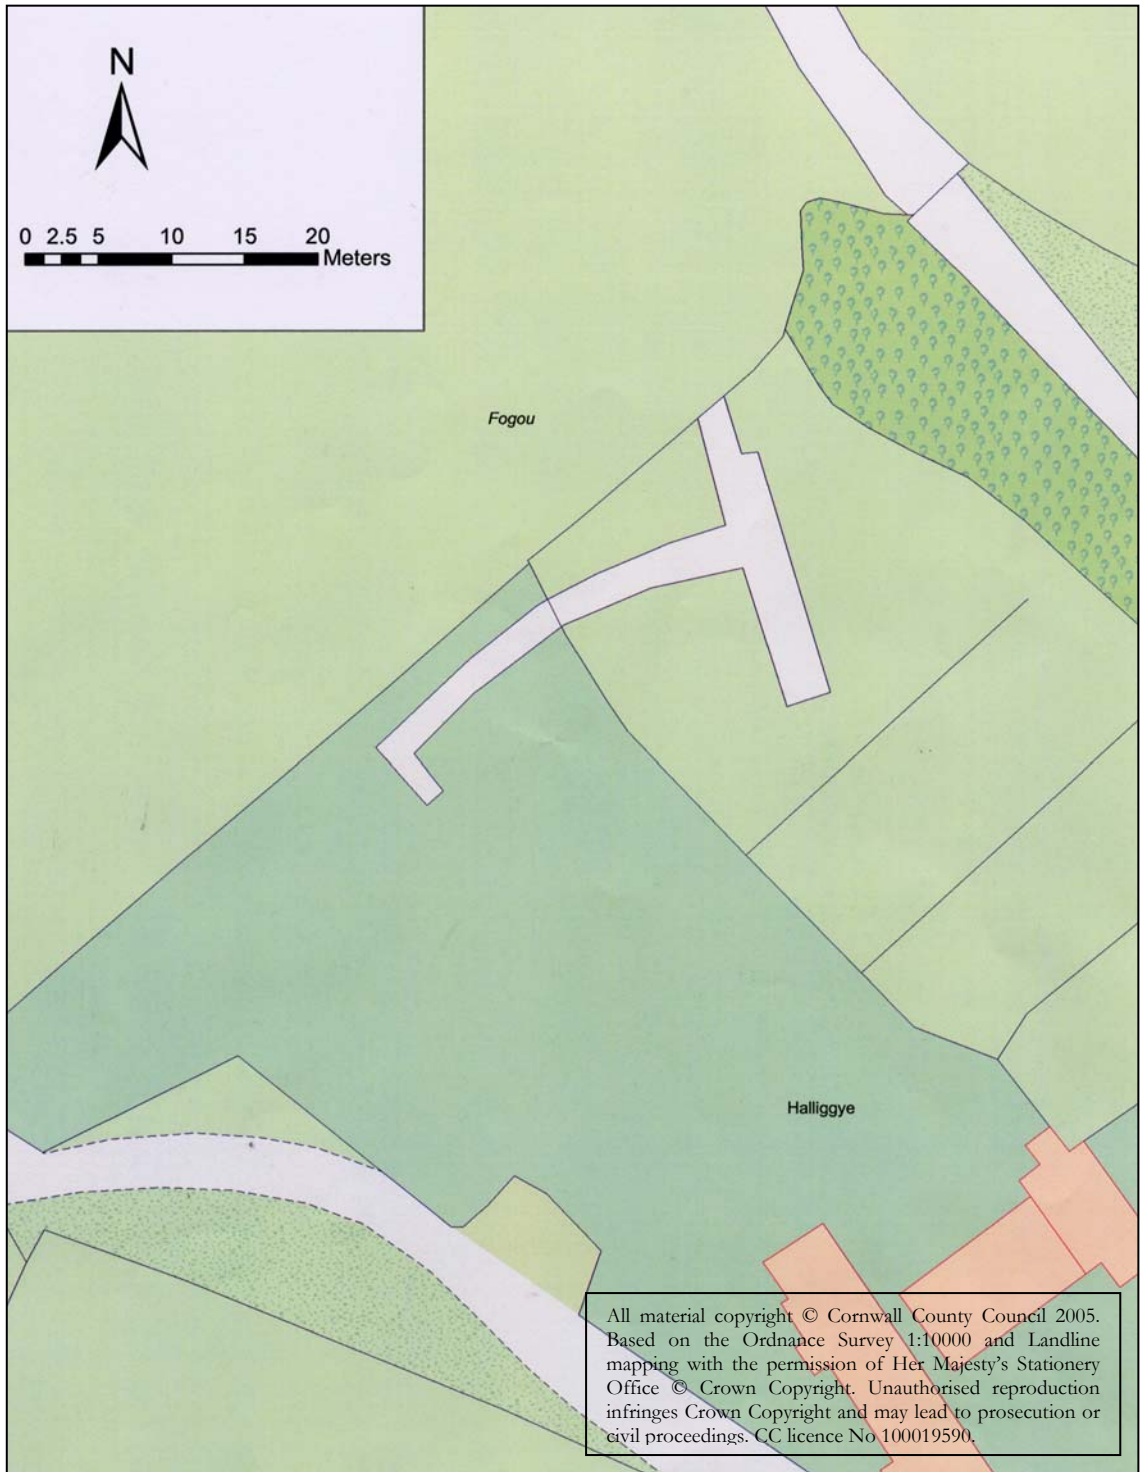 N
0 2.5 5 10 15 20
Meters
Fogou
Halliggye
All material copyright © Cornwall County Council 2005.
Based on the Ordnance Survey 1:10000 and Landline
mapping with the permission of Her Majesty's Stationery
Office © Crown Copyright. Unauthorised reproduction
infringes Crown Copyright and may lead to prosecution or
civil proceedings. CC licence No 100019590.